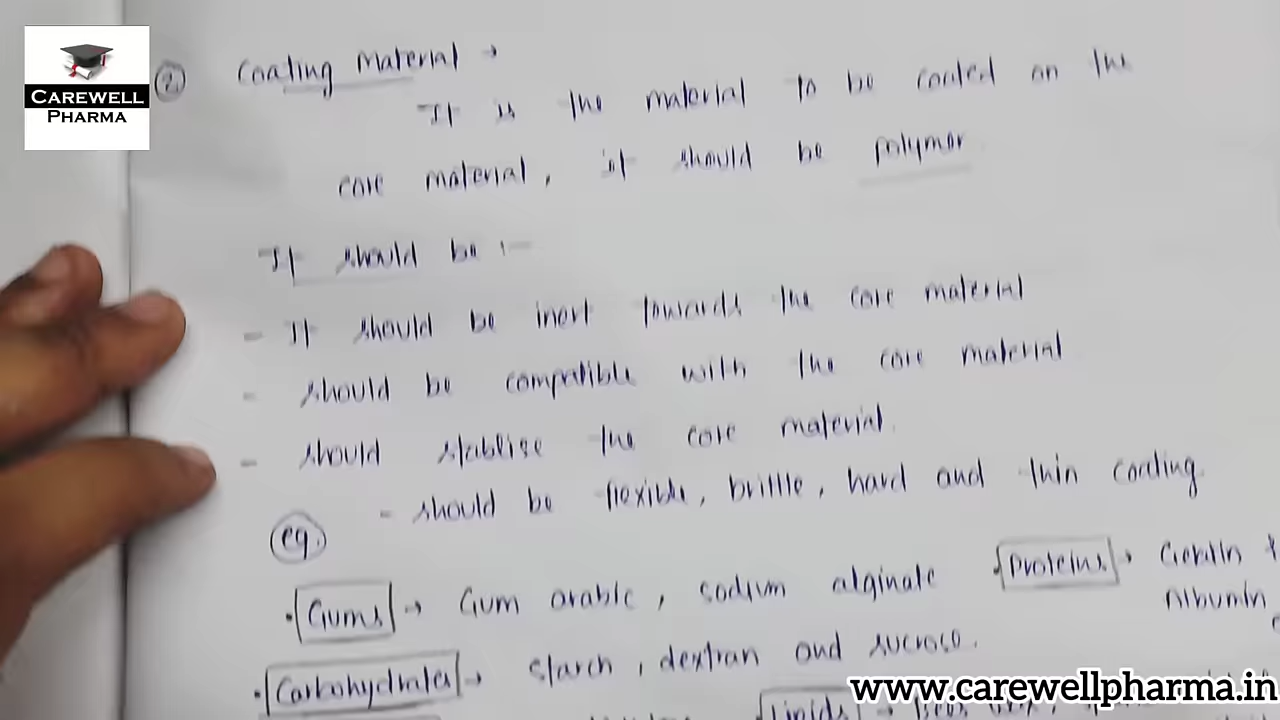 CAREWELL
PHARMA
2. Coating Material →
It is the material to be coated on the
core material, it should be polymer
It should be :-
- It should be inert towards the core material
- should be compatible with the core material
- should stablise the core material.
- should be flexible, brittle, hard and thin coating.
eg.
• Gums → Gum arabic, sodium alginate • Proteins →
Albumin
• Carbohydrates → Starch, dextran and sucrose.
Lipids → Bees wax,
www.carewellpharma.in